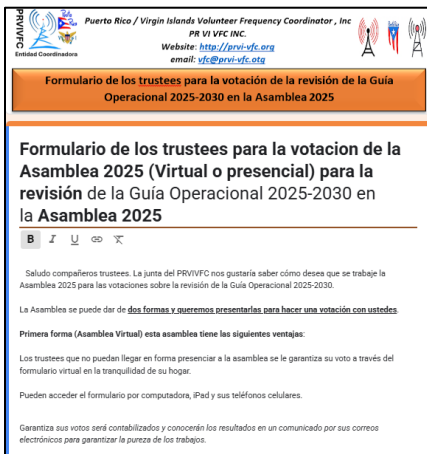 PRVIVFC
Entidad Coordinadora
Puerto Rico / Virgin Islands Volunteer Frequency Coordinator , Inc
PR VI VFC INC.
Website: http://prvi-vfc.org
email: vfc@prvi-vfc.otg
Formulario de los trustees para la votación de la revisión de la Guía
Operacional 2025-2030 en la Asamblea 2025
Formulario de los trustees para la votacion de la
Asamblea 2025 (Virtual o presencial) para la
revisión de la Guía Operacional 2025-2030 en
la Asamblea 2025
B I U
Saludo compañeros trustees. La junta del PRVIVFC nos gustaría saber cómo desea que se trabaje la
Asamblea 2025 para las votaciones sobre la revisión de la Guía Operacional 2025-2030.
La Asamblea se puede dar de dos formas y queremos presentarlas para hacer una votación con ustedes.
Primera forma (Asamblea Virtual) esta asamblea tiene las siguientes ventajas:
Los trustees que no puedan llegar en forma presenciar a la asamblea se le garantiza su voto a través del
formulario virtual en la tranquilidad de su hogar.
Pueden acceder el formulario por computadora, iPad y sus teléfonos celulares.
Garantiza sus votos será contabilizados y conocerán los resultados en un comunicado por sus correos
electrónicos para garantizar la pureza de los trabajos.